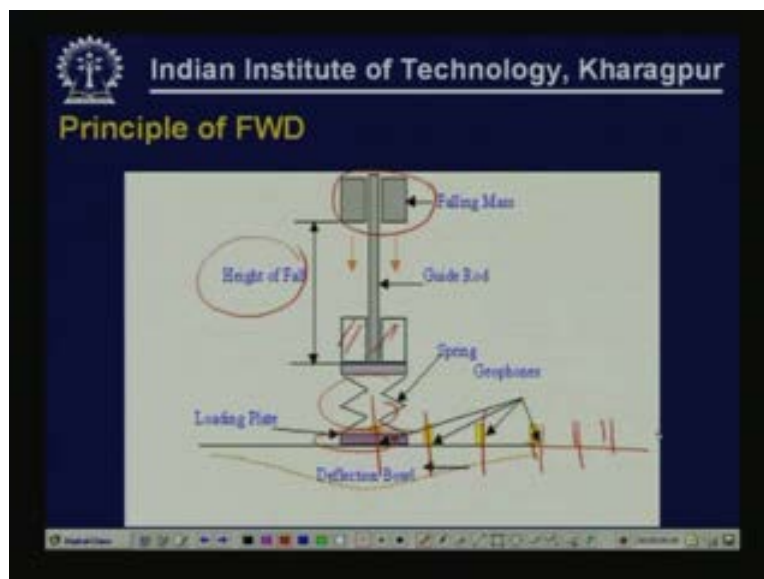 Indian Institute of Technology, Kharagpur
Principle of FWD
Falling Mass
Height of Fall
Guide Rod
Spring
Geophones
Loading Plate
Deflection Bowl